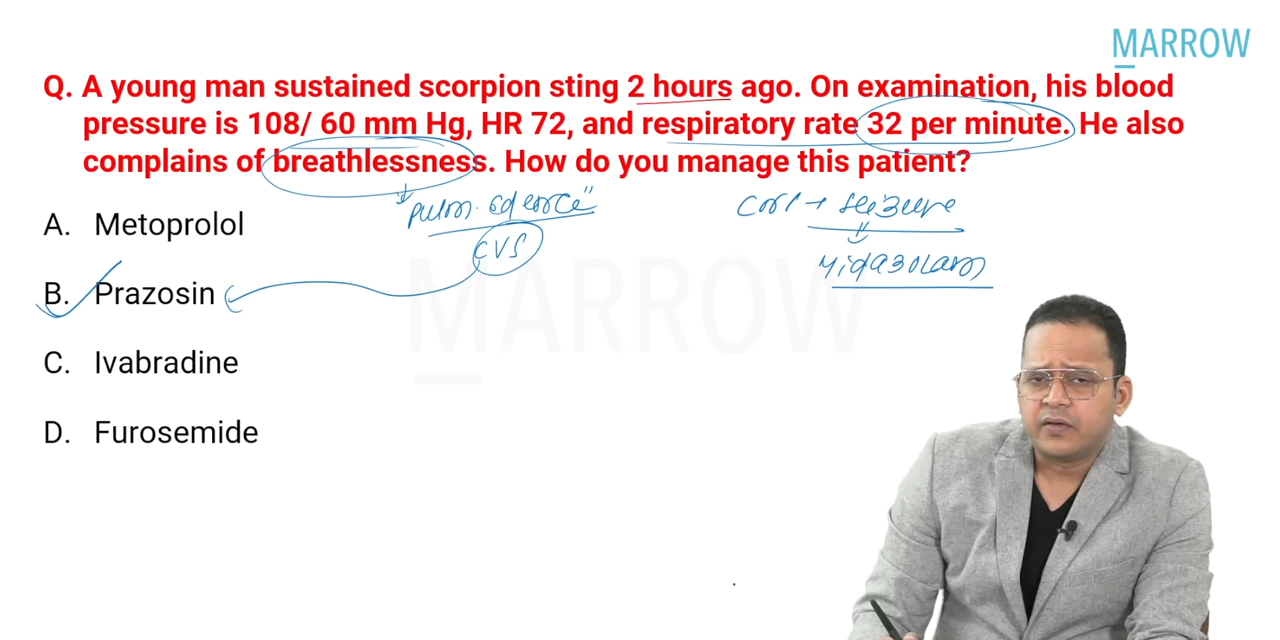 MARROW
Q. A young man sustained scorpion sting 2 hours ago. On examination, his blood
pressure is 108/ 60 mm Hg, HR 72, and respiratory rate 32 per minute. He also
complains of breathlessness. How do you manage this patient?
pulm. edema
seizure
A. Metoprolol
CVS
Midazolam
B. Prazosin
MARROW
C. Ivabradine
D. Furosemide